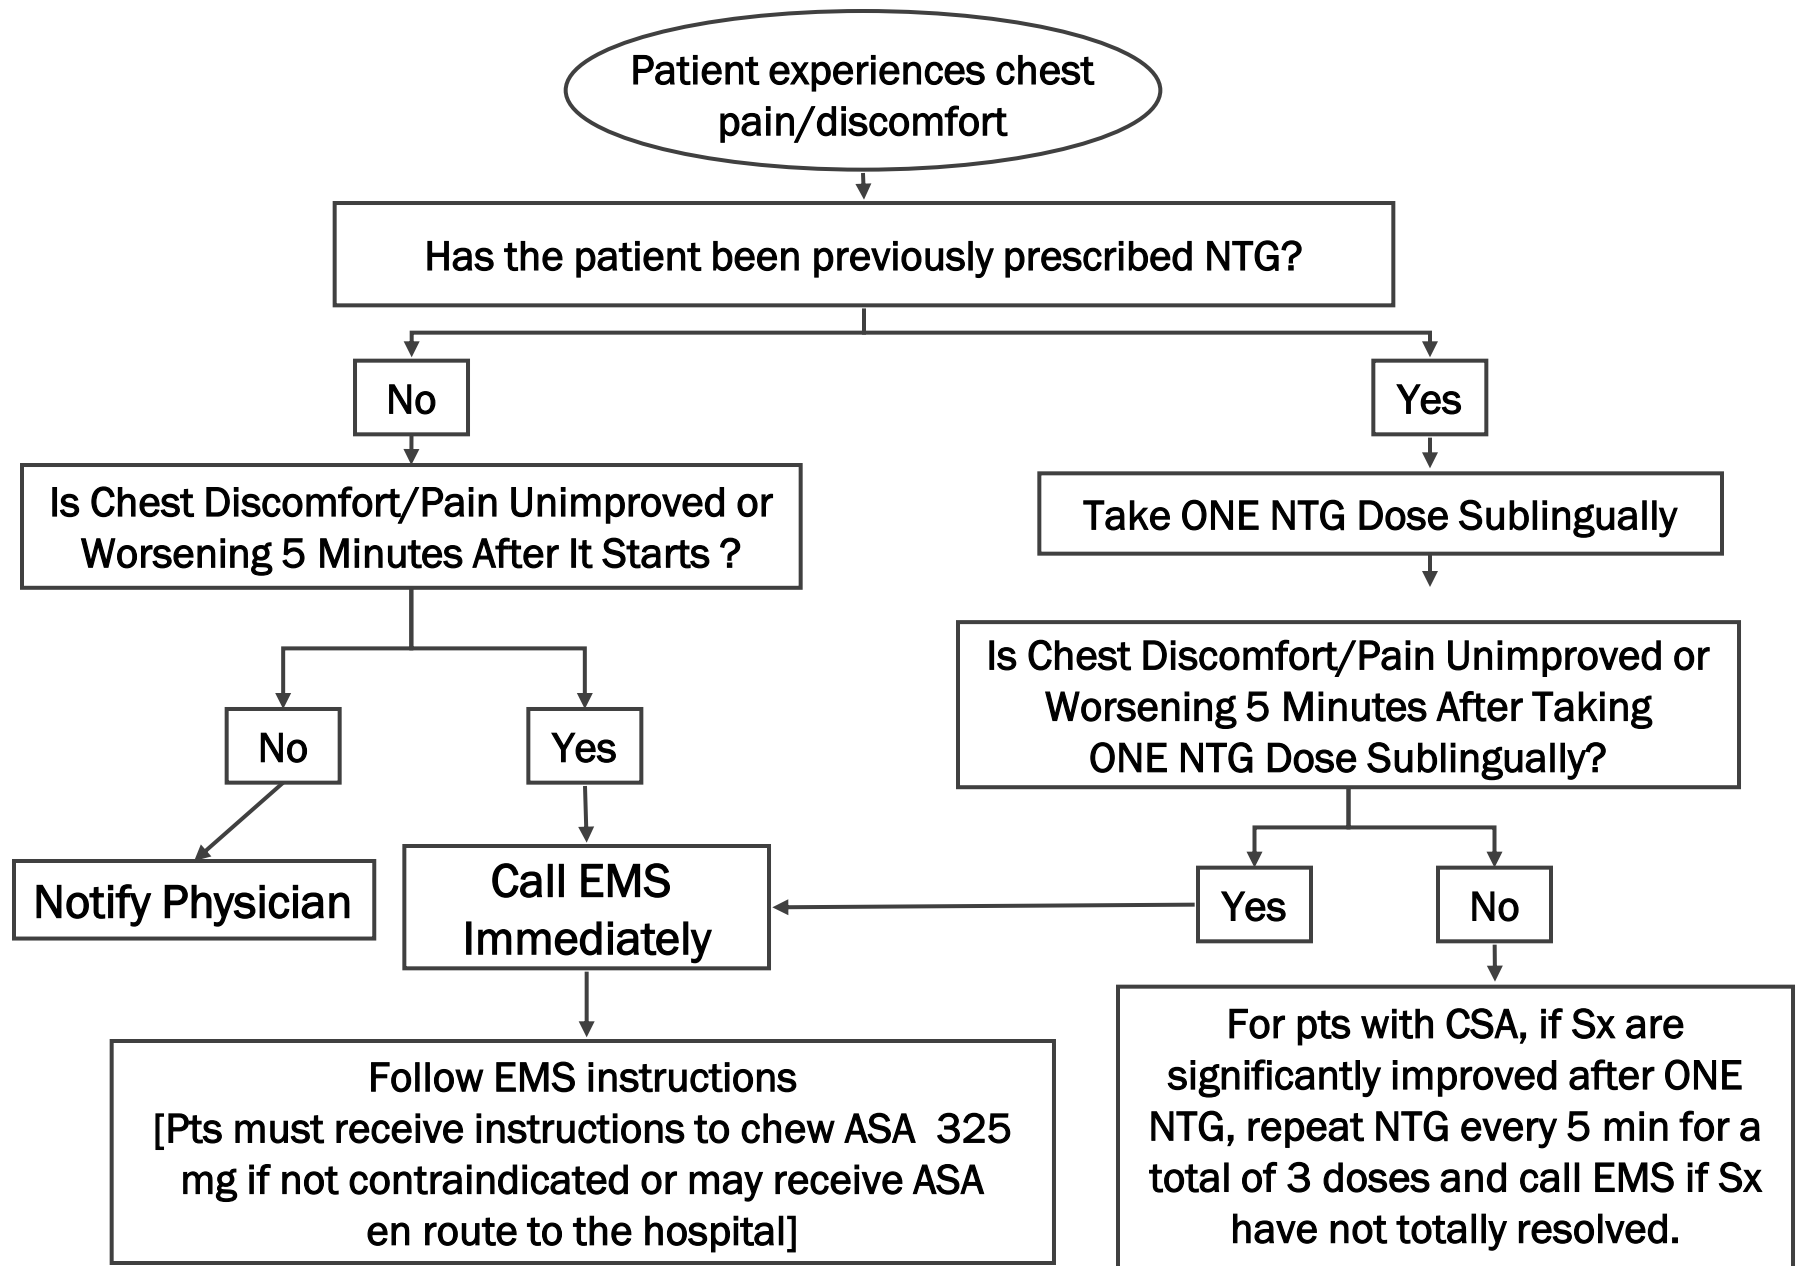 Patient experiences chest
pain/discomfort
Has the patient been previously prescribed NTG?
No
Yes
Is Chest Discomfort/Pain Unimproved or
Worsening 5 Minutes After It Starts ?
Take ONE NTG Dose Sublingually
Is Chest Discomfort/Pain Unimproved or
Worsening 5 Minutes After Taking
ONE NTG Dose Sublingually?
No
Yes
Notify Physician
Call EMS
Immediately
Yes
No
Follow EMS instructions
[Pts must receive instructions to chew ASA  325
mg if not contraindicated or may receive ASA
en route to the hospital]
For pts with CSA, if Sx are
significantly improved after ONE
NTG, repeat NTG every 5 min for a
total of 3 doses and call EMS if Sx
have not totally resolved.